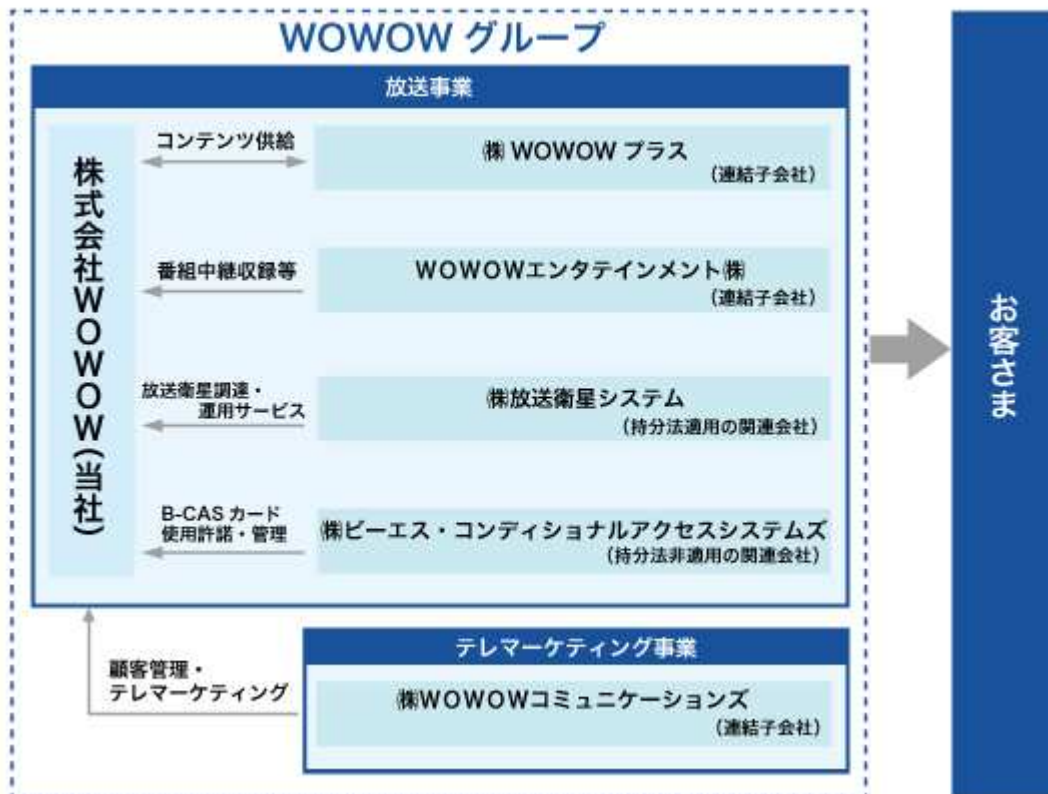 WOWOW グループ
放送事業
株式会社WOWOW(当社)
コンテンツ供給
㈱ WOWOW プラス
(連結子会社)
番組中継収録等
WOWOWエンタテインメント㈱
(連結子会社)
放送衛星調達・
運用サービス
㈱放送衛星システム
(持分法適用の関連会社)
B-CAS カード
使用許諾・管理
㈱ビーエス・コンディショナルアクセスシステムズ
(持分法非適用の関連会社)
テレマーケティング事業
顧客管理・
テレマーケティング
㈱WOWOWコミュニケーションズ
(連結子会社)
お客さま